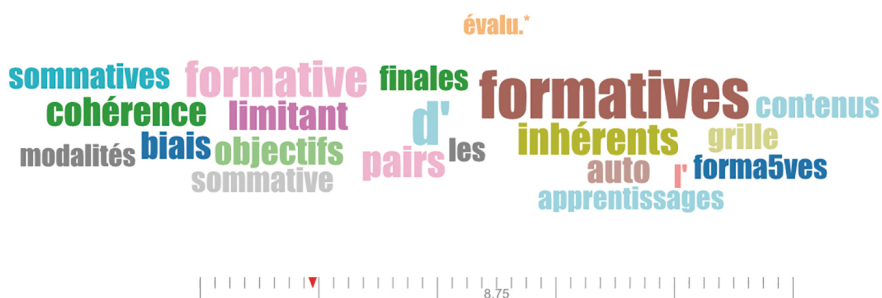 évalu.*
sommatives formative finales formatives contenus
cohérence limitant d' inhérents grille
modalités biais objectifs pairs les auto l' forma5ves
sommative apprentissages
8.75